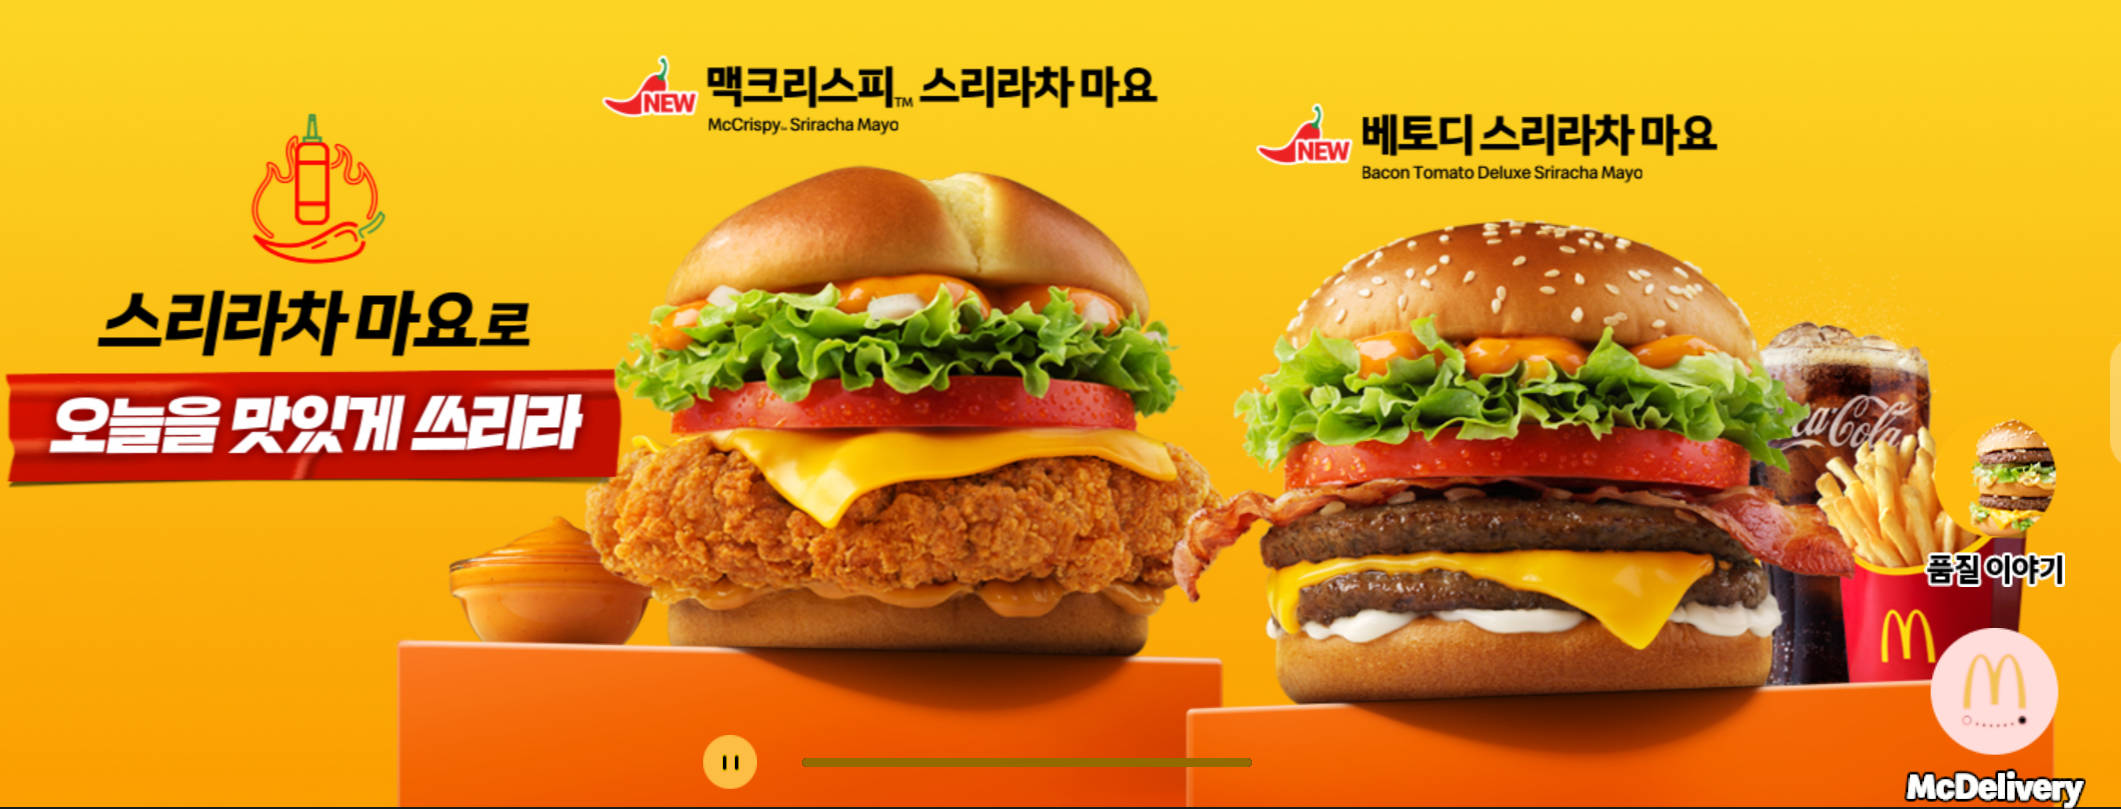 스리라차 마요로
오늘을 맛있게 쓰리라
NEW 맥크리스피™ 스리라차 마요
McCrispy™ Sriracha Mayo
NEW 베토디 스리라차 마요
Bacon Tomato Deluxe Sriracha Mayo
ca-Cola
품질 이야기
McDelivery